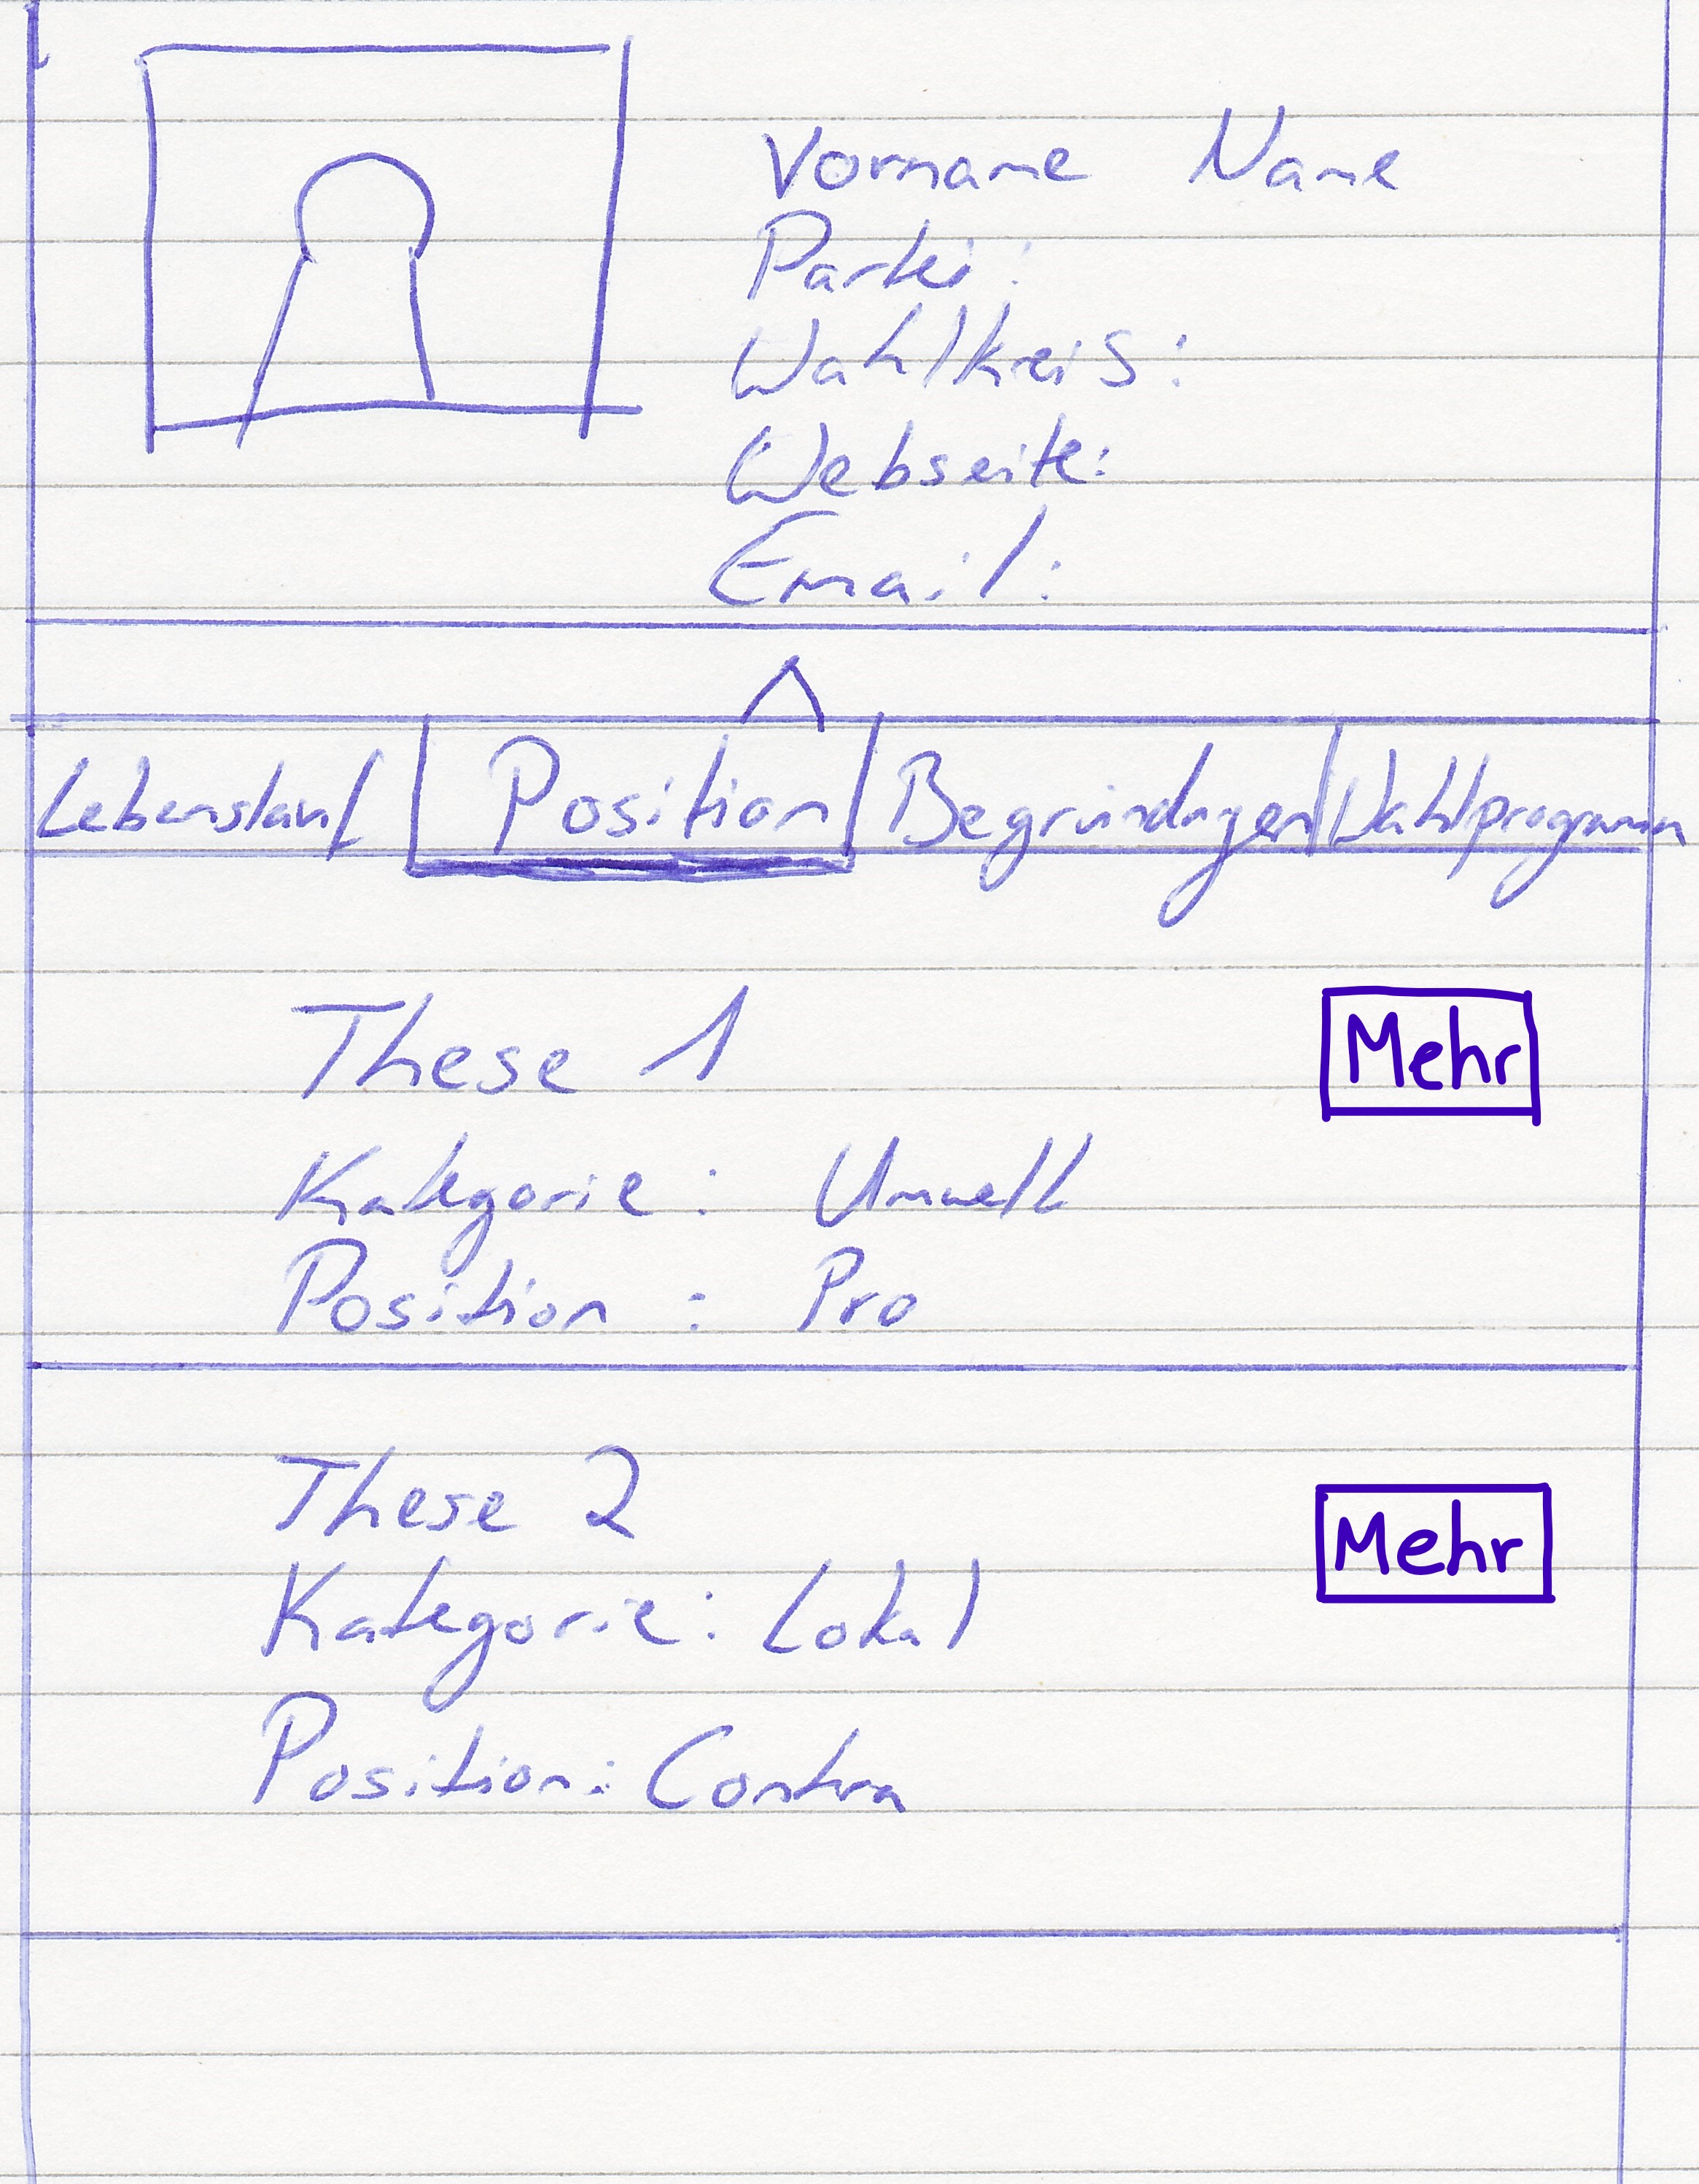 Vorname Name
Partei:
Wahlkreis:
Webseite:
Email:
Lebenslauf Position Begründungen Wahlprogramm
These 1 Mehr
Kategorie: Umwelt
Position: Pro
These 2 Mehr
Kategorie: Lokal
Position: Contra